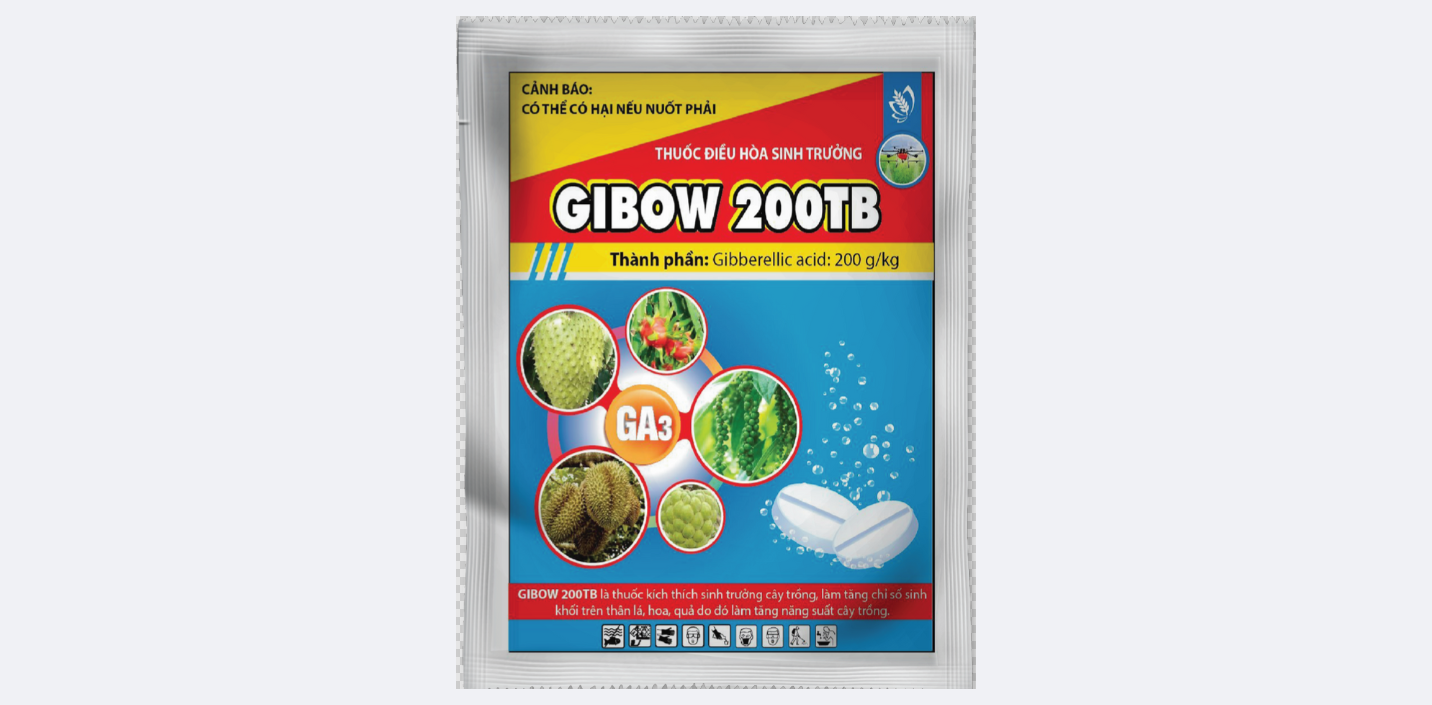 CẢNH BÁO:
CÓ THỂ CÓ HẠI NẾU NUỐT PHẢI
THUỐC ĐIỀU HÒA SINH TRƯỞNG
GIBOW 200TB
Thành phần: Gibberellic acid: 200 g/kg
GA3
GIBOW 200TB là thuốc kích thích sinh trưởng cây trồng, làm tăng chỉ số sinh
khối trên thân lá, hoa, quả do đó làm tăng năng suất cây trồng.